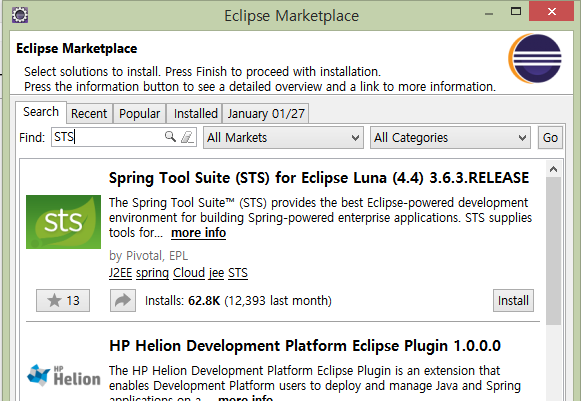 Eclipse Marketplace
Eclipse Marketplace
Select solutions to install. Press Finish to proceed with installation.
Press the information button to see a detailed overview and a link to more information.
Search Recent Popular Installed January 01/27
Find: STS All Markets All Categories Go
Spring Tool Suite (STS) for Eclipse Luna (4.4) 3.6.3.RELEASE
sts
The Spring Tool Suite™ (STS) provides the best Eclipse-powered development
environment for building Spring-powered enterprise applications. STS supplies
tools for... more info
by Pivotal, EPL
J2EE spring Cloud jee STS
13 Installs: 62.8K (12,393 last month) Install
HP Helion Development Platform Eclipse Plugin 1.0.0.0
HP
Helion
The HP Helion Development Platform Eclipse Plugin is an extension that
enables Development Platform users to deploy and manage Java and Spring
applications on a... more info